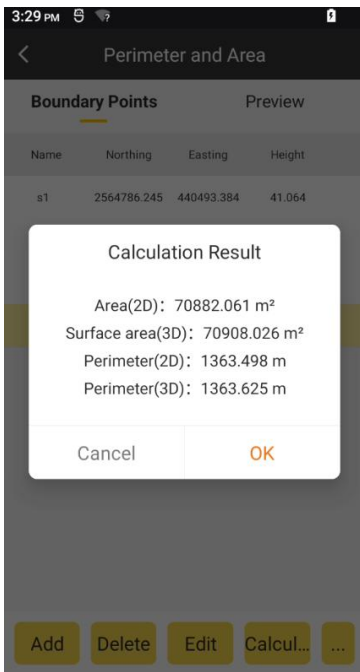 3:29 PM
Perimeter and Area
Boundary Points Preview
Name Northing Easting Height
s1 2564786.245 440493.384 41.064
Calculation Result
Area(2D): 70882.061 m²
Surface area(3D): 70908.026 m²
Perimeter(2D): 1363.498 m
Perimeter(3D): 1363.625 m
Cancel OK
Add Delete Edit Calcul... ...